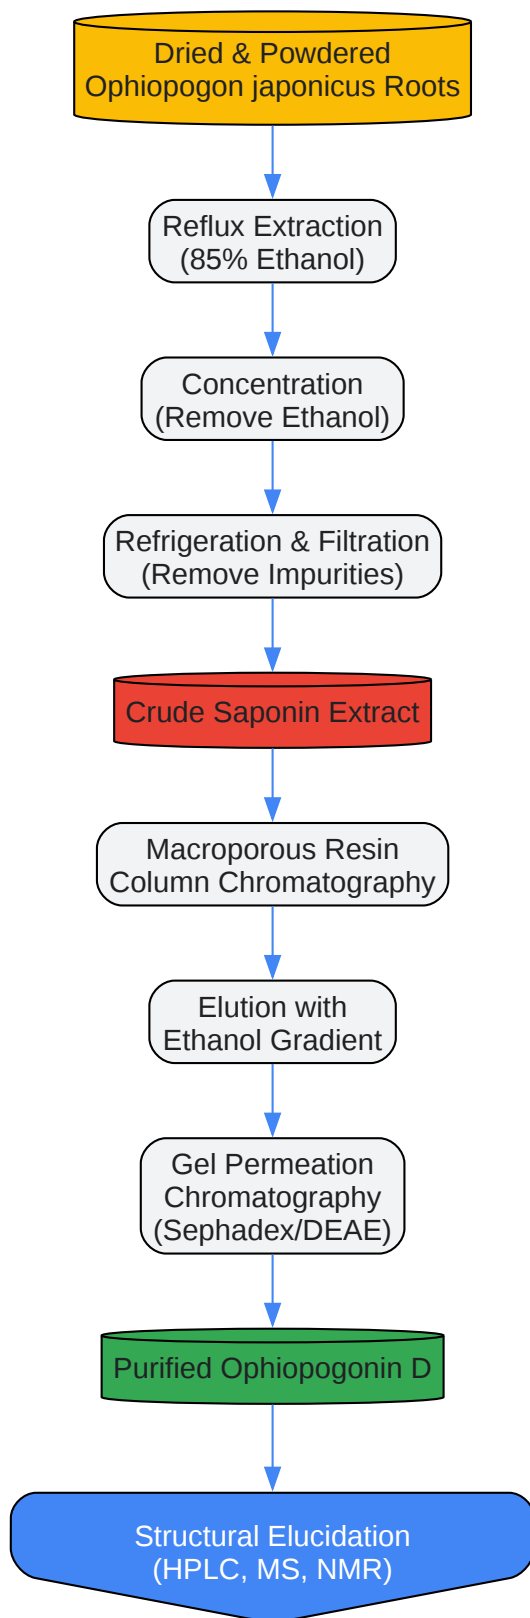 Dried & Powdered
Ophiopogon japonicus Roots
Reflux Extraction
(85% Ethanol)
Concentration
(Remove Ethanol)
Refrigeration & Filtration
(Remove Impurities)
Crude Saponin Extract
Macroporous Resin
Column Chromatography
Elution with
Ethanol Gradient
Gel Permeation
Chromatography
(Sephadex/DEAE)
Purified Ophiopogonin D
Structural Elucidation
(HPLC, MS, NMR)